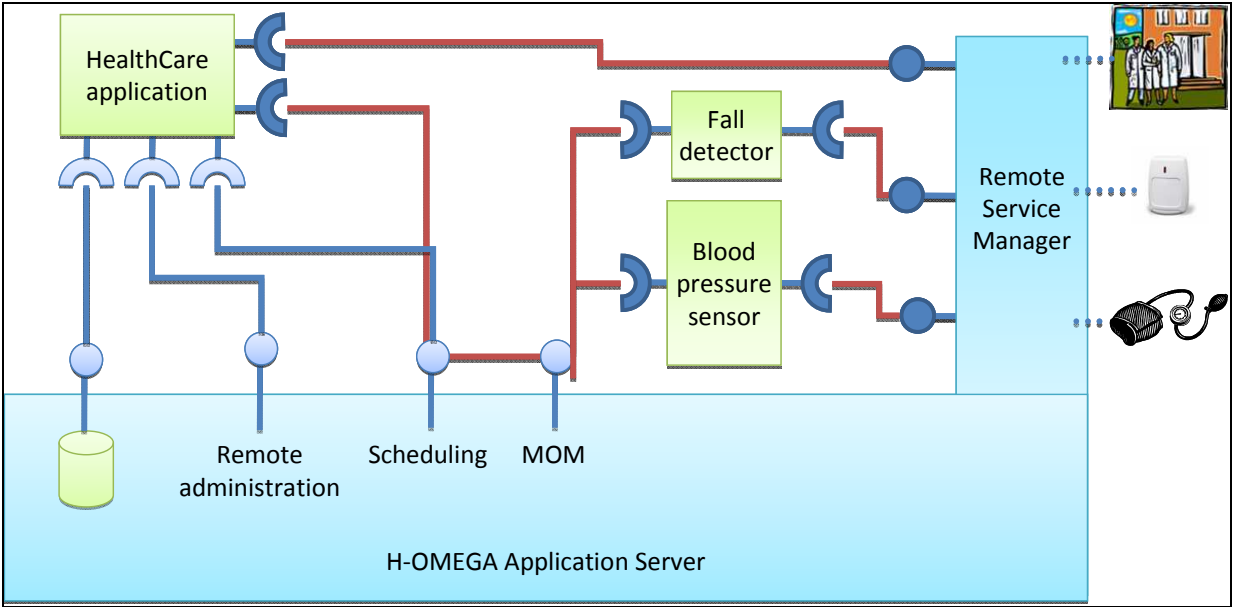 HealthCare
application
Fall
detector
Remote
Service
Manager
Blood
pressure
sensor
Remote
administration
Scheduling
MOM
H-OMEGA Application Server